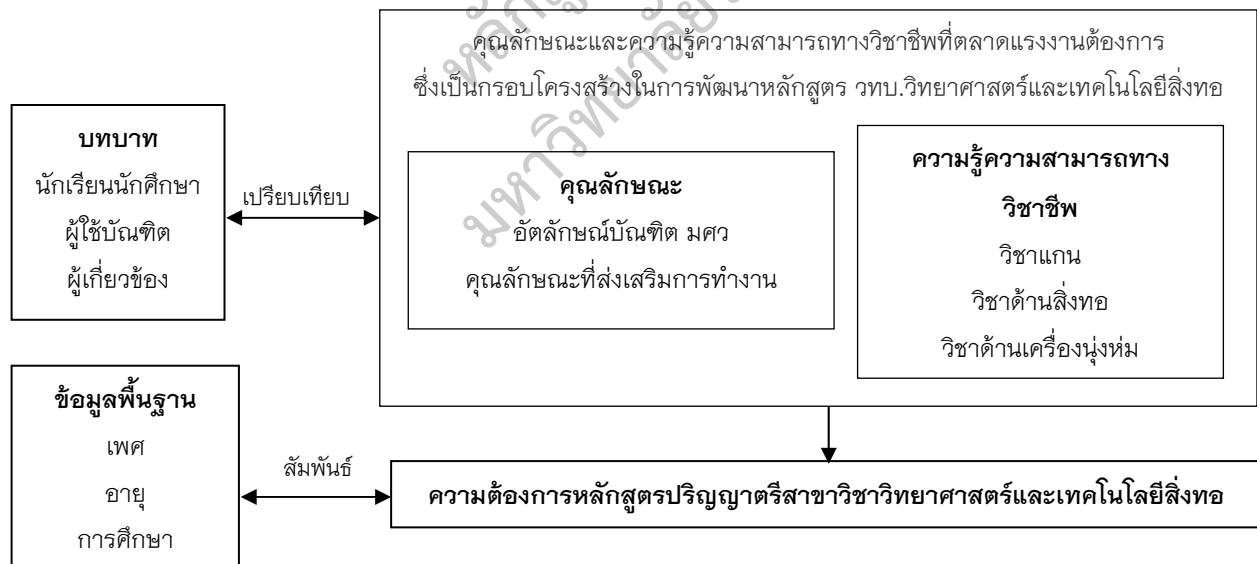 คุณลักษณะและความรู้ความสามารถทางวิชาชีพที่ตลาดแรงงานต้องการ
ซึ่งเป็นกรอบโครงสร้างในการพัฒนาหลักสูตร วทบ.วิทยาศาสตร์และเทคโนโลยีสิ่งทอ
บทบาท
นักเรียนนักศึกษา
ผู้ใช้บัณฑิต
ผู้เกี่ยวข้อง
เปรียบเทียบ
คุณลักษณะ
อัตลักษณ์บัณฑิต มศว
คุณลักษณะที่ส่งเสริมการทำงาน
ความรู้ความสามารถทาง
วิชาชีพ
วิชาแกน
วิชาด้านสิ่งทอ
วิชาด้านเครื่องนุ่งห่ม
ข้อมูลพื้นฐาน
เพศ
อายุ
การศึกษา
สัมพันธ์
ความต้องการหลักสูตรปริญญาตรีสาขาวิชาวิทยาศาสตร์และเทคโนโลยีสิ่งทอ
มหาวิทยาลัย